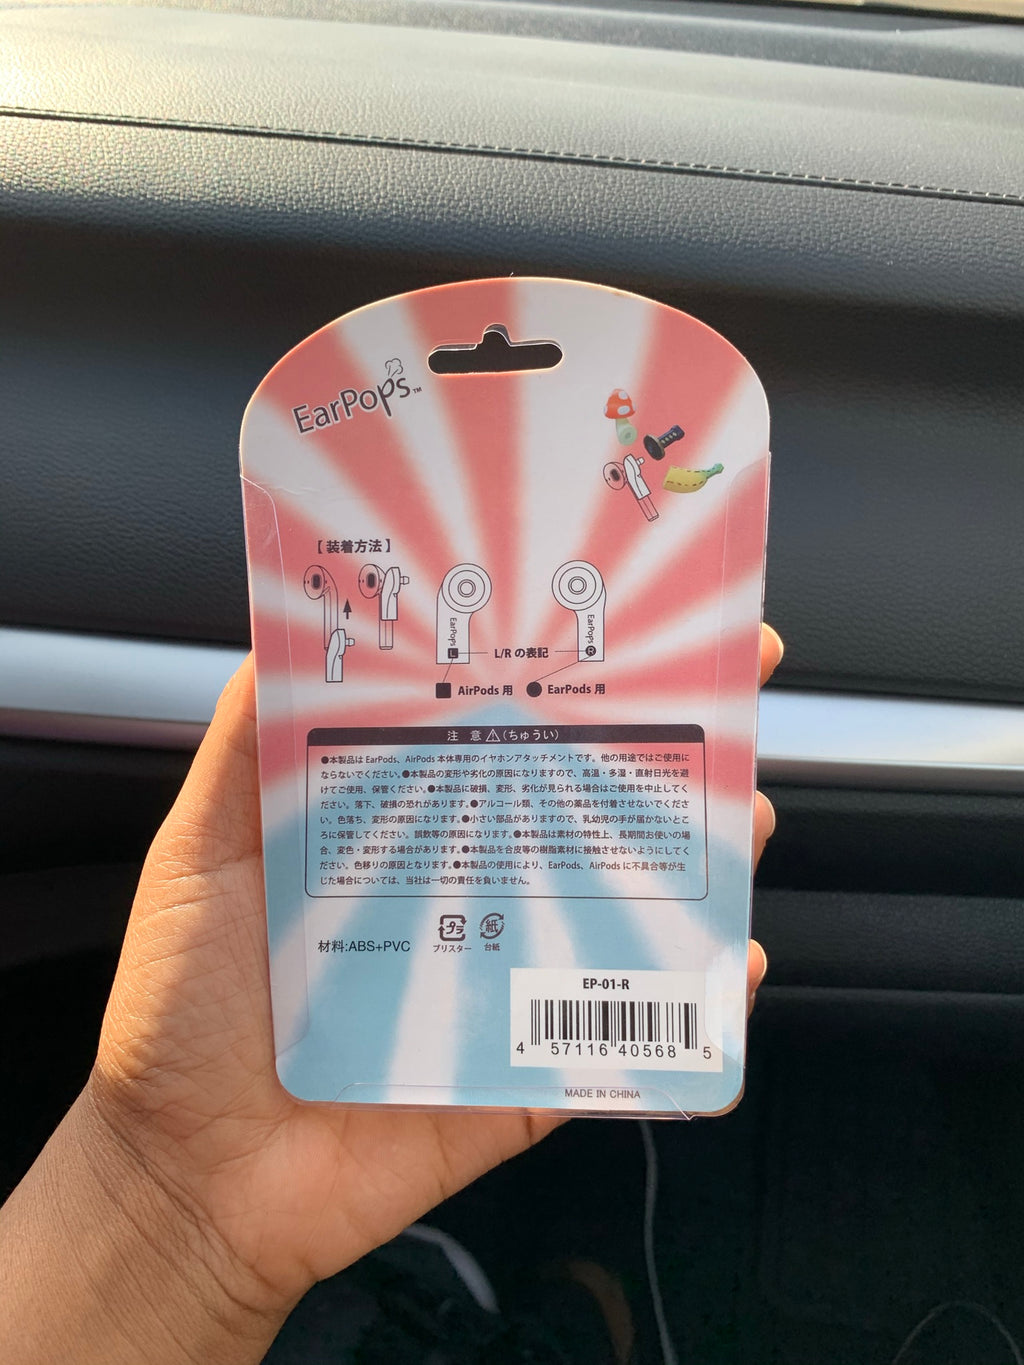 EarPops™
【装着方法】
EarPops
L
EarPops
R
L/R の表記
AirPods 用
EarPods 用
注 意 ⚠ (ちゅうい)
●本製品は EarPods、AirPods 本体専用のイヤホンアタッチメントです。他の用途ではご使用に
ならないでください。●本製品の変形や劣化の原因になりますので、高温・多湿・直射日光を避
けてご使用、保管ください。●本製品に破損、変形、劣化が見られる場合はご使用を中止してく
ださい。落下、破損の恐れがあります。●アルコール類、その他の薬品を付着させないでくださ
い。色落ち、変形の原因になります。●小さい部品がありますので、乳幼児の手が届かないとこ
ろに保管してください。誤飲等の原因になります。●本製品は素材の特性上、長期間お使いの場
合、変色・変形する場合があります。●本製品を合皮等の樹脂素材に接触させないようにしてく
ださい。色移りの原因となります。●本製品の使用により、EarPods、AirPods に不具合等が生
じた場合については、当社は一切の責任を負いません。
材料:ABS+PVC
プラ
ブリスター
紙
台紙
EP-01-R
4 57116 40568 5
MADE IN CHINA